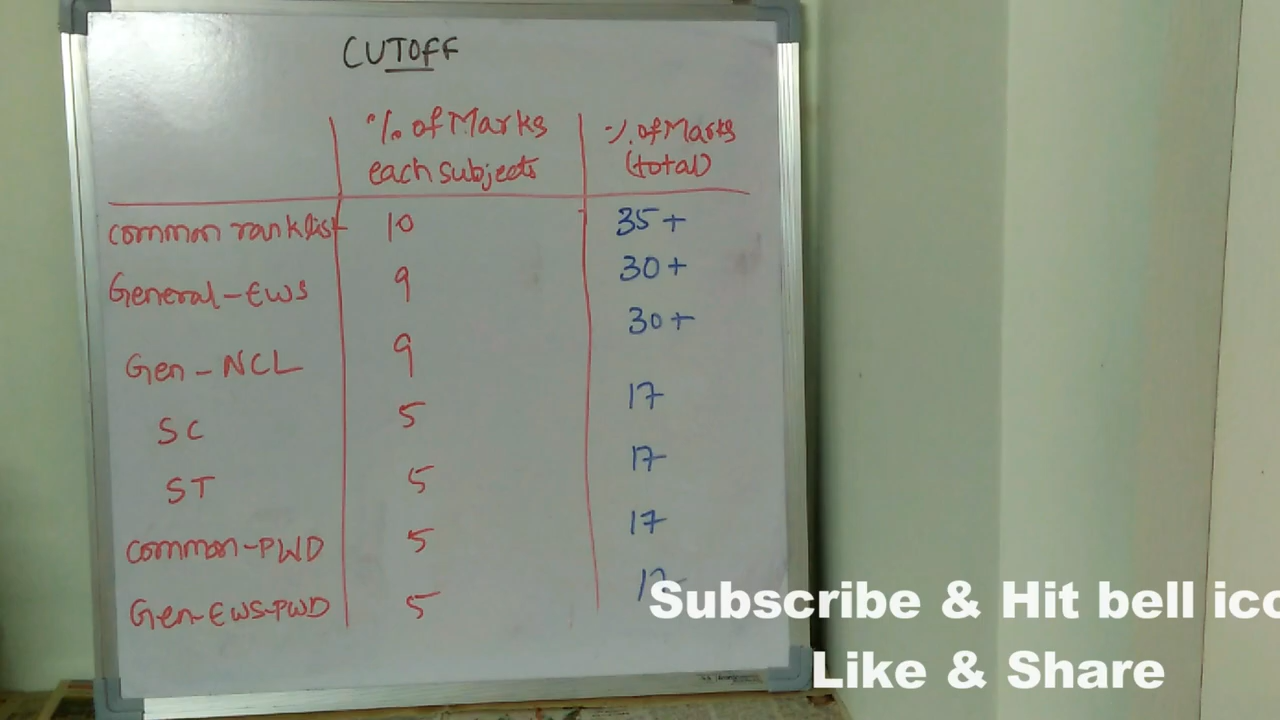 CUTOFF
% of Marks each subjects % of Marks (total)
common ranklist 10 35+
General-EWS 9 30+
Gen-NCL 9 30+
SC 5 17
ST 5 17
common-PWD 5 17
Gen-EWS-PWD 5 17
Subscribe & Hit bell ico
Like & Share